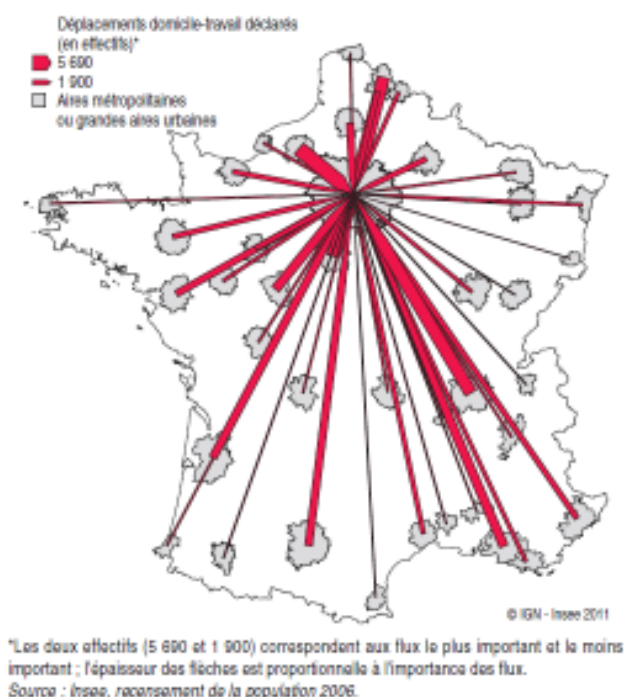 Déplacements domicile-travail déclarés
(en effectifs)*
5 690
1 900
Aires métropolitaines
ou grandes aires urbaines
© IGN - Insee 2011
*Les deux effectifs (5 690 et 1 900) correspondent aux flux le plus important et le moins
important ; l'épaisseur des flèches est proportionnelle à l'importance des flux.
Source : Insee, recensement de la population 2006.